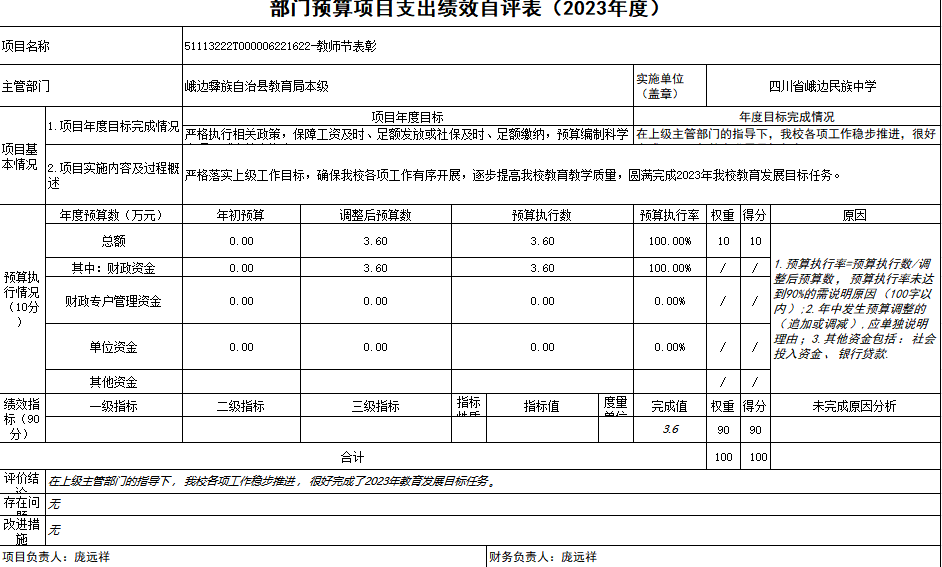 部门预算项目支出绩效自评表（2023年度）
项目名称 51113222T000006221622-教师节表彰
主管部门 峨边彝族自治县教育局本级 实施单位（盖章） 四川省峨边民族中学
项目基本情况 1.项目年度目标完成情况 项目年度目标 年度目标完成情况
严格执行相关政策，保障工资及时、足额发放或社保及时、足额缴纳，预算编制科学 在上级主管部门的指导下，我校各项工作稳步推进，很好
2.项目实施内容及过程概述 严格落实上级工作目标，确保我校各项工作有序开展，逐步提高我校教育教学质量，圆满完成2023年我校教育发展目标任务。
预算执行情况（10分） 年度预算数（万元） 年初预算 调整后预算数 预算执行数 预算执行率 权重 得分 原因
总额 0.00 3.60 3.60 100.00% 10 10
其中：财政资金 0.00 3.60 3.60 100.00% / /
财政专户管理资金 0.00 0.00 0.00 0.00% / /
单位资金 0.00 0.00 0.00 0.00% / /
其他资金 / /
1.预算执行率=预算执行数/调
整后预算数，预算执行率未达
到90%的需说明原因（100字以
内）;2.年中发生预算调整的
（追加或调减）,应单独说明
理由；3.其他资金包括：社会
投入资金、银行贷款.
绩效指标（90分） 一级指标 二级指标 三级指标 指标 指标值 度量 完成值 权重 得分 未完成原因分析
3.6 90 90
合计 100 100
评价结论 在上级主管部门的指导下，我校各项工作稳步推进，很好完成了2023年教育发展目标任务。
存在问题 无
改进措施 无
项目负责人：庞远祥 财务负责人：庞远祥